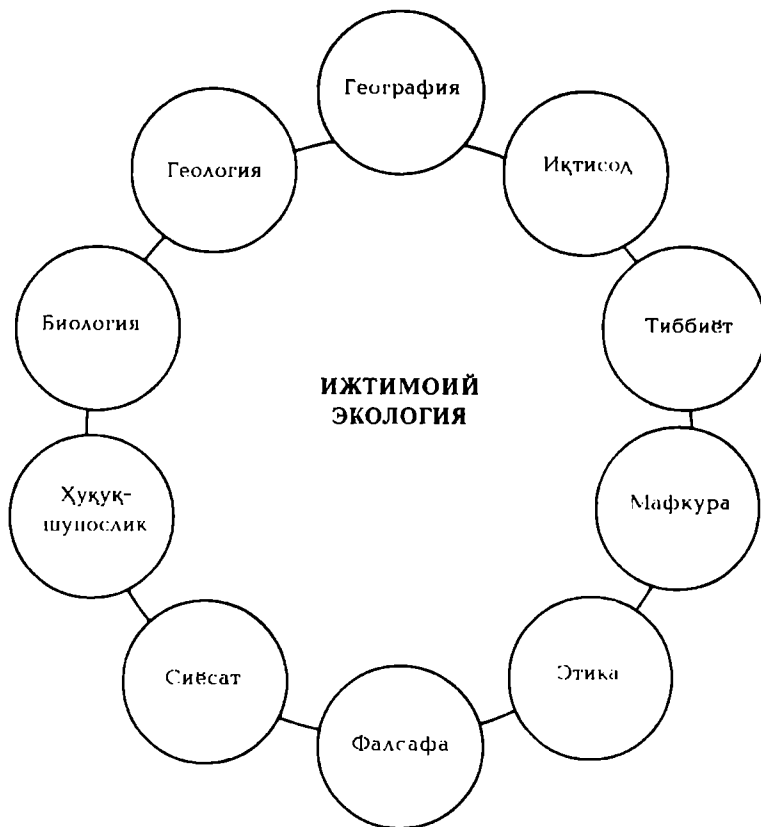 География
Геология
Иқтисод
Биология
Тиббиёт
ИЖТИМОИЙ
ЭКОЛОГИЯ
Ҳуқуқ-
шунослик
Мафкура
Сиёсат
Этика
Фалсафа